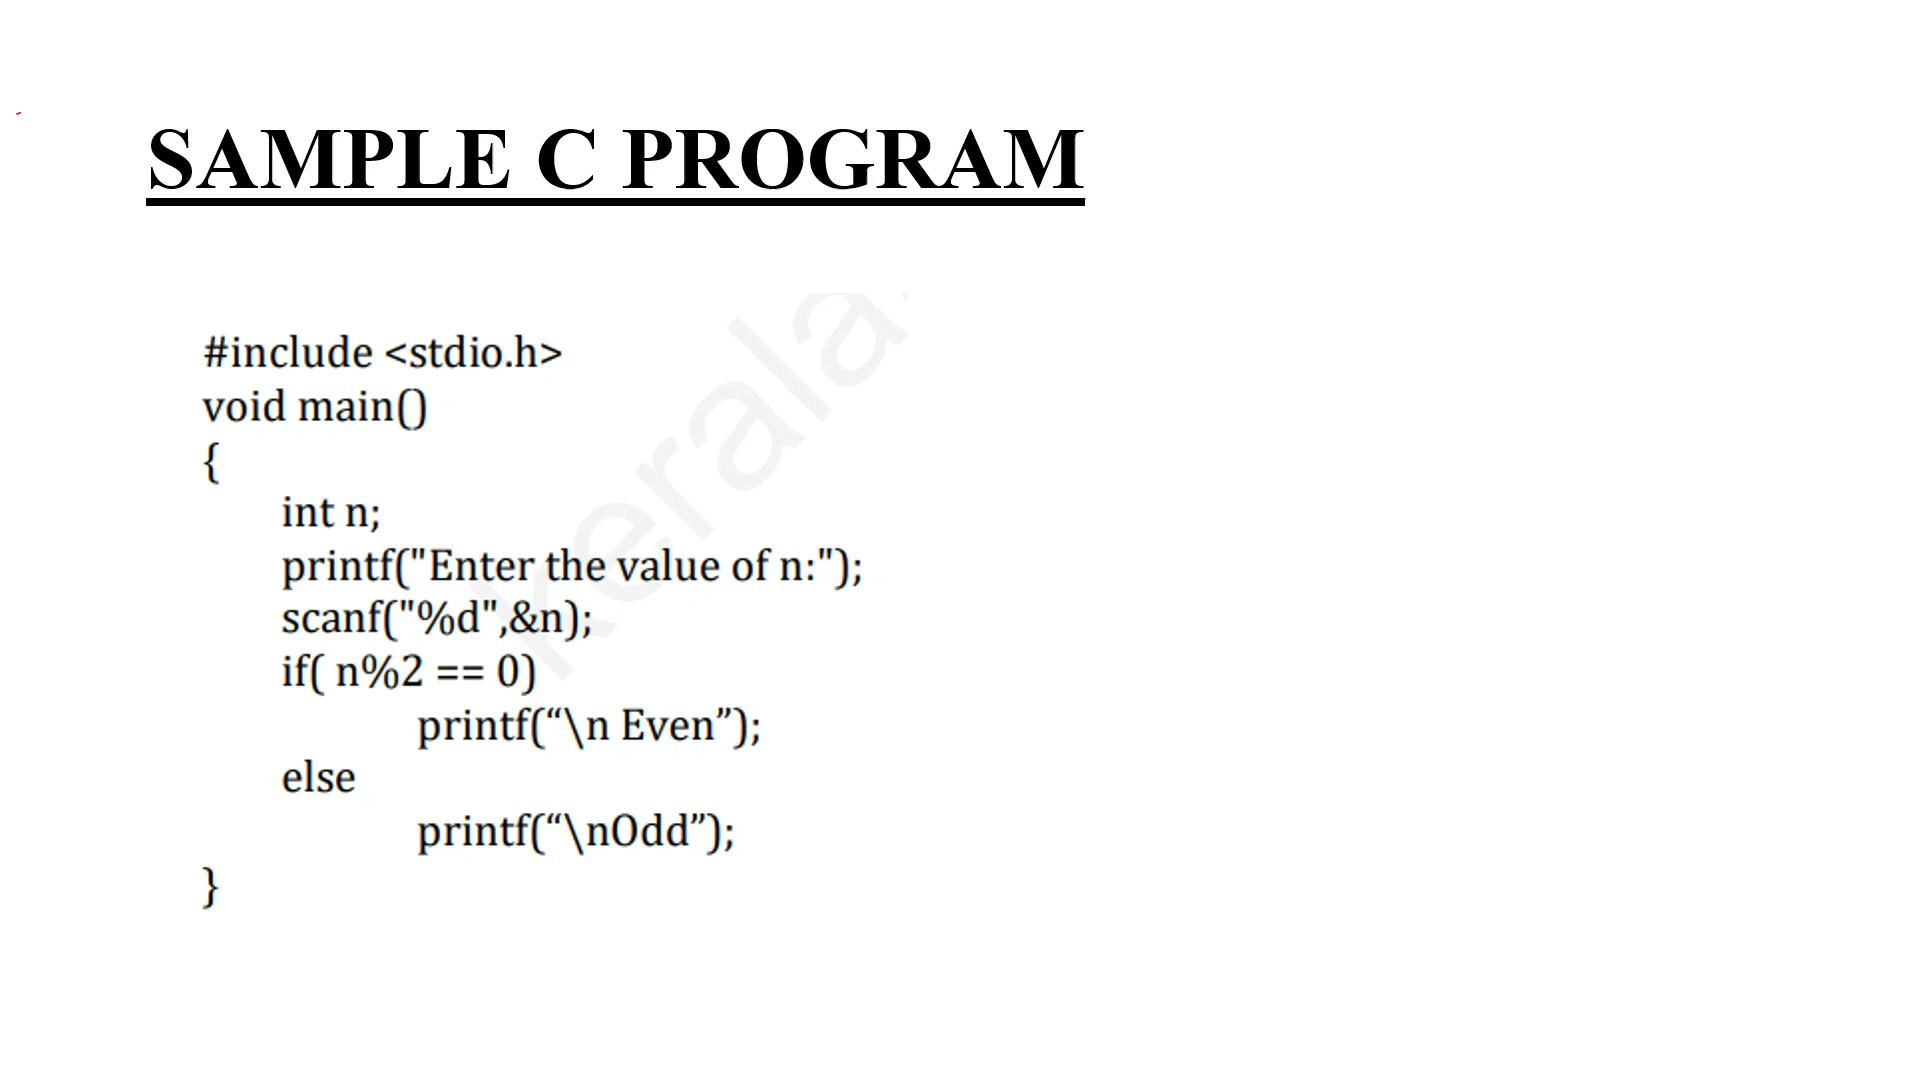 SAMPLE C PROGRAM
#include <stdio.h>
void main()
{
int n;
printf("Enter the value of n:");
scanf("%d",&n);
if( n%2 == 0)
printf(“\n Even”);
else
printf(“\nOdd”);
}
kerala